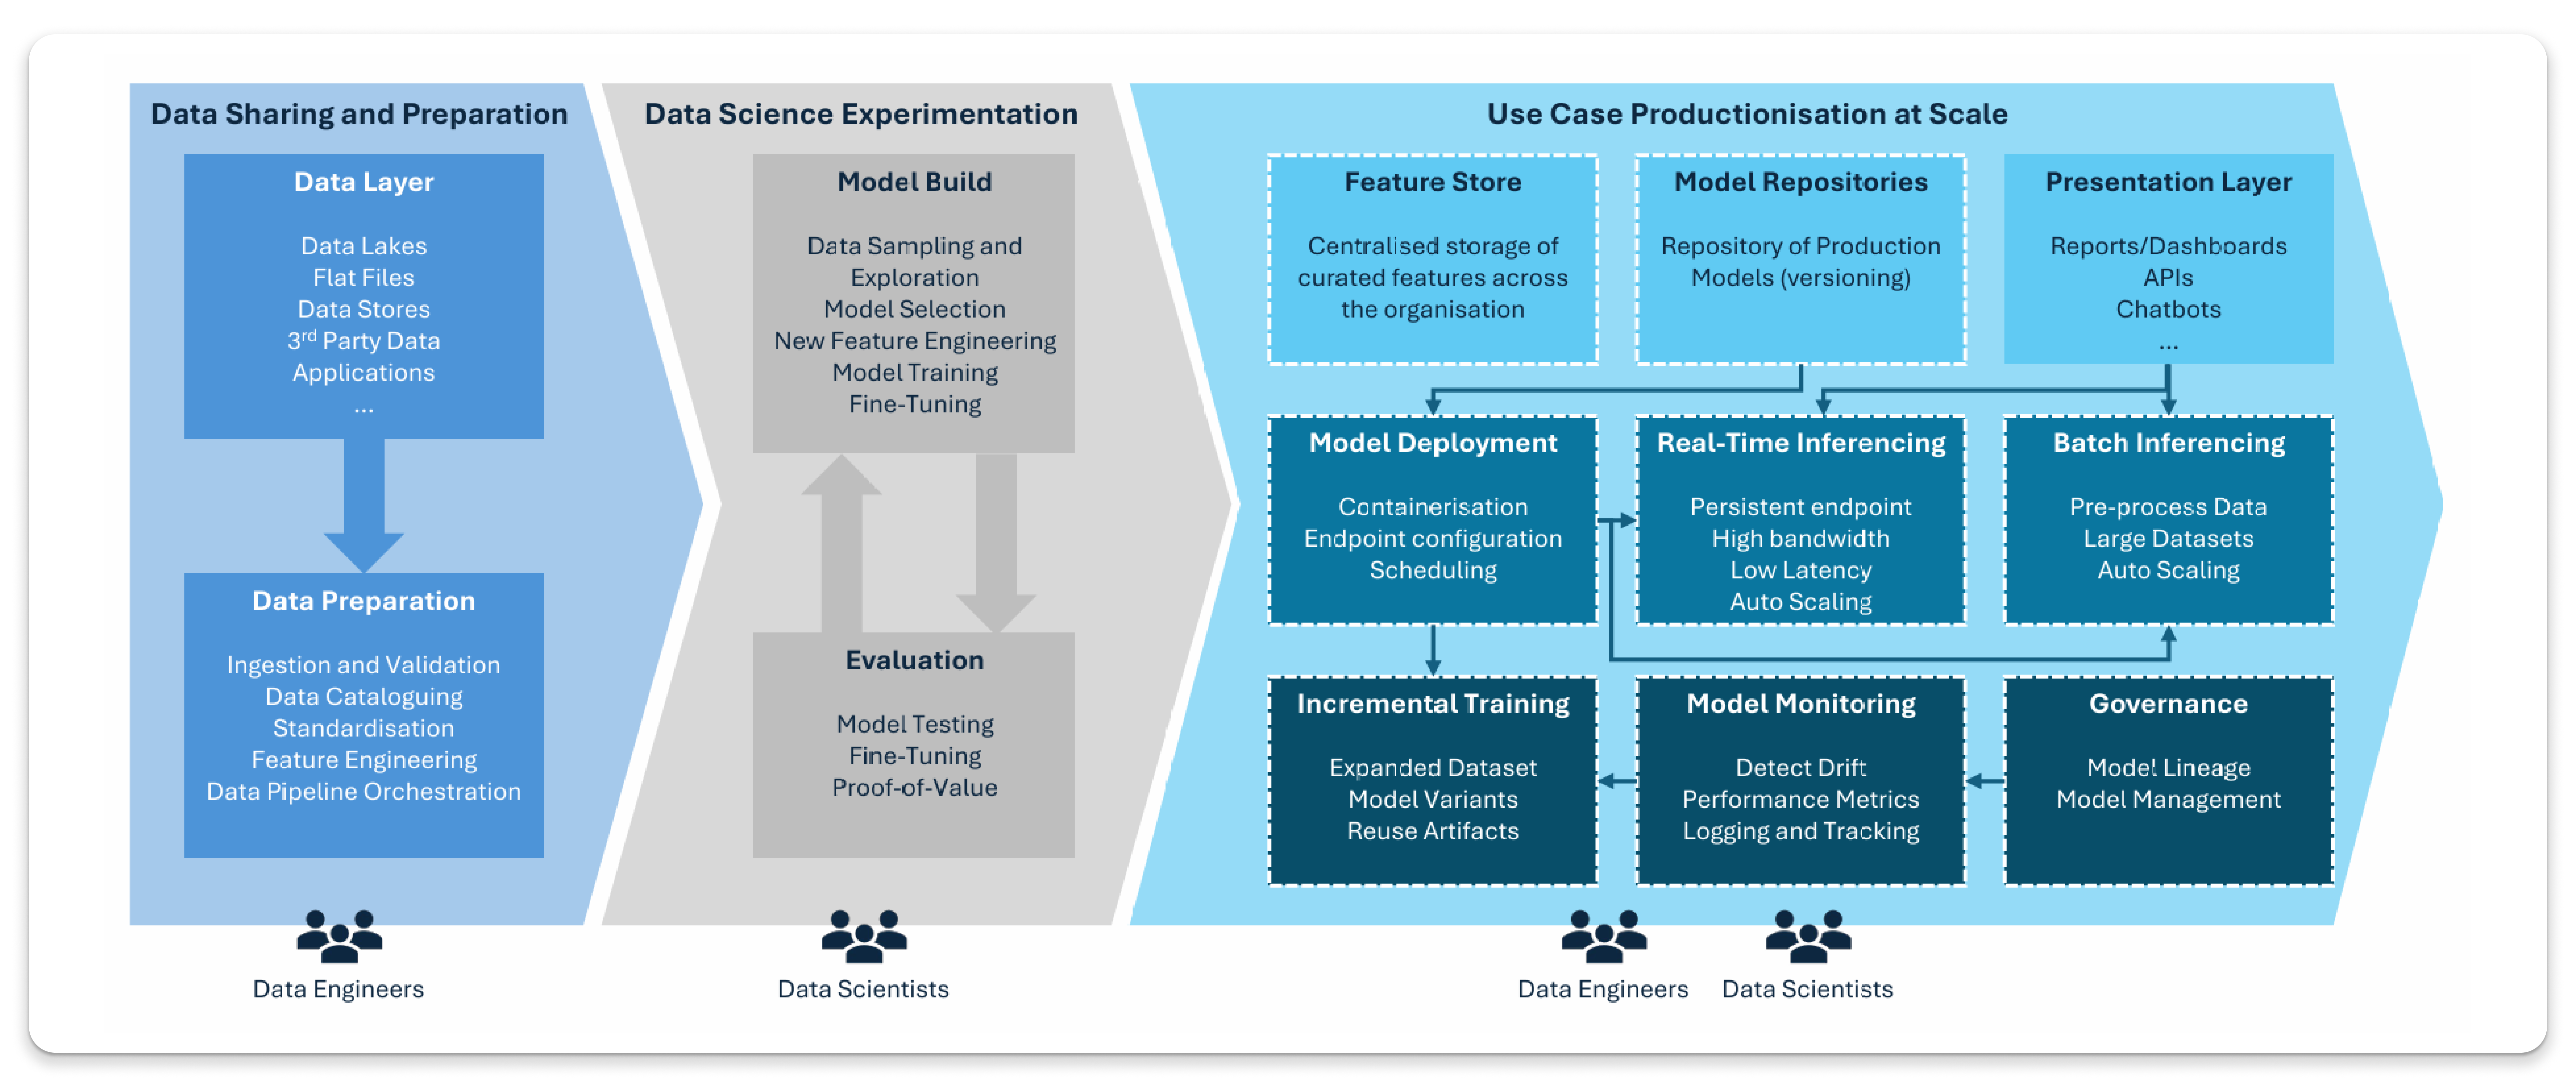 Data Sharing and Preparation
Data Layer
Data Lakes
Flat Files
Data Stores
3rd Party Data
Applications
...
Data Preparation
Ingestion and Validation
Data Cataloguing
Standardisation
Feature Engineering
Data Pipeline Orchestration
Data Engineers
Data Science Experimentation
Model Build
Data Sampling and
Exploration
Model Selection
New Feature Engineering
Model Training
Fine-Tuning
Evaluation
Model Testing
Fine-Tuning
Proof-of-Value
Data Scientists
Use Case Productionisation at Scale
Feature Store
Centralised storage of
curated features across
the organisation
Model Repositories
Repository of Production
Models (versioning)
Presentation Layer
Reports/Dashboards
APIs
Chatbots
...
Model Deployment
Containerisation
Endpoint configuration
Scheduling
Real-Time Inferencing
Persistent endpoint
High bandwidth
Low Latency
Auto Scaling
Batch Inferencing
Pre-process Data
Large Datasets
Auto Scaling
Incremental Training
Expanded Dataset
Model Variants
Reuse Artifacts
Model Monitoring
Detect Drift
Performance Metrics
Logging and Tracking
Governance
Model Lineage
Model Management
Data Engineers
Data Scientists